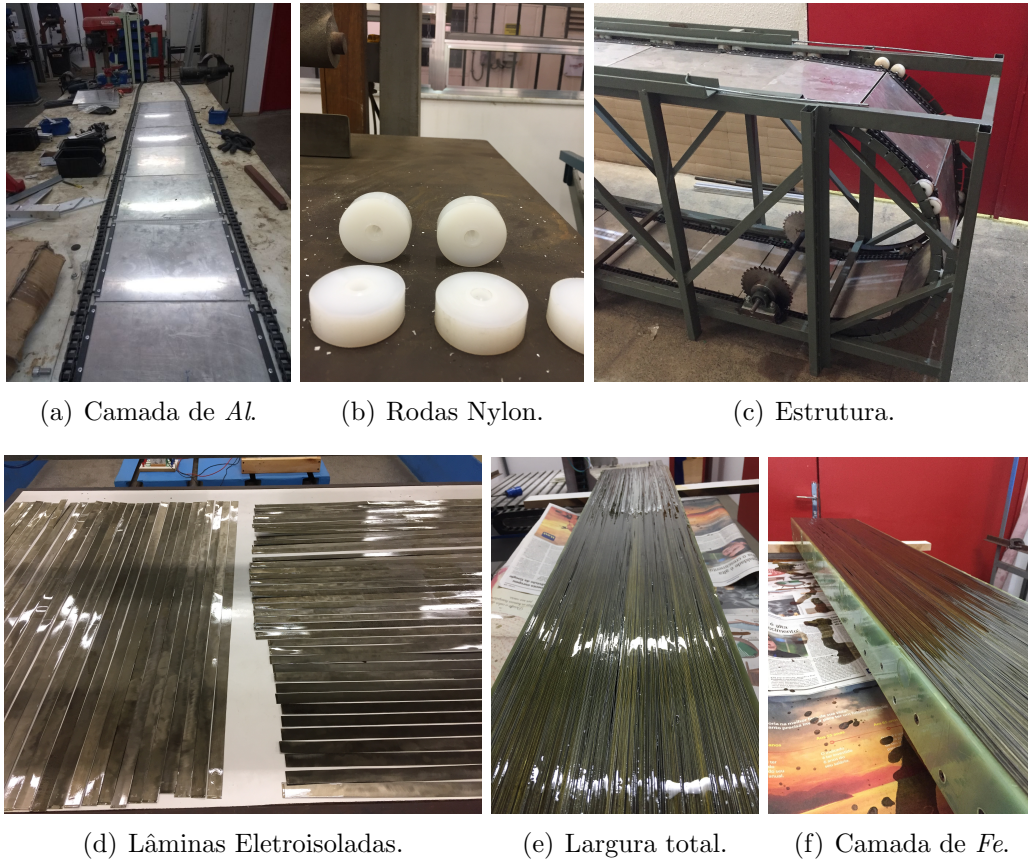 (a) Camada de Al.
(b) Rodas Nylon.
(c) Estrutura.
(d) Lâminas Eletroisoladas.
(e) Largura total.
(f) Camada de Fe.